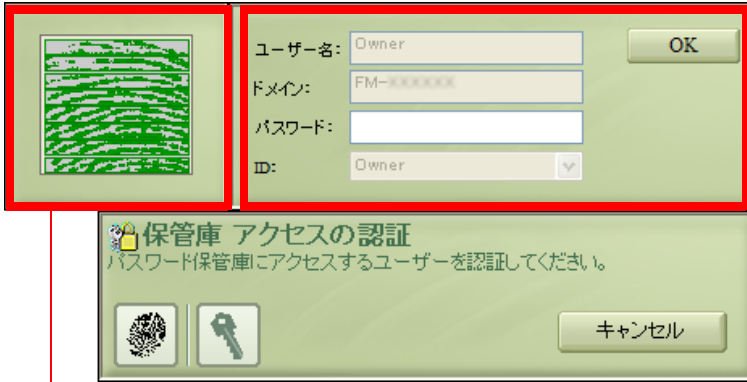 ユーザー名: Owner
OK
ドメイン: FM-
パスワード:
ID: Owner
保管庫 アクセスの認証
パスワード保管庫にアクセスするユーザーを認証してください。
キャンセル